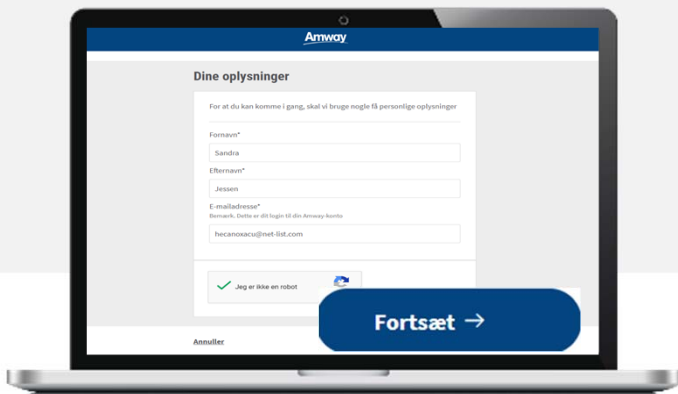 Amway
Dine oplysninger
For at du kan komme i gang, skal vi bruge nogle få personlige oplysninger
Fornavn*
Sandra
Efternavn*
Jessen
E-mailadresse*
Bemærk. Dette er dit login til din Amway-konto
hecanoxacu@net-list.com
Jeg er ikke en robot
Fortsæt →
Annuller